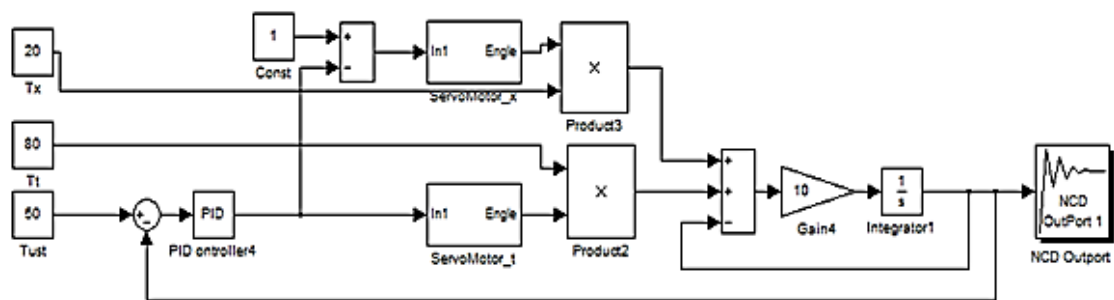 1
Const
+
−
In1 Engle
ServoMotor_x
20
Tx
X
Product3
80
Tt
X
Product2
50
Tust
+
−
PID
PID ontroller4
In1 Engle
ServoMotor_t
+
+
−
10
Gain4
1
s
Integrator1
NCD
OutPort 1
NCD Outport